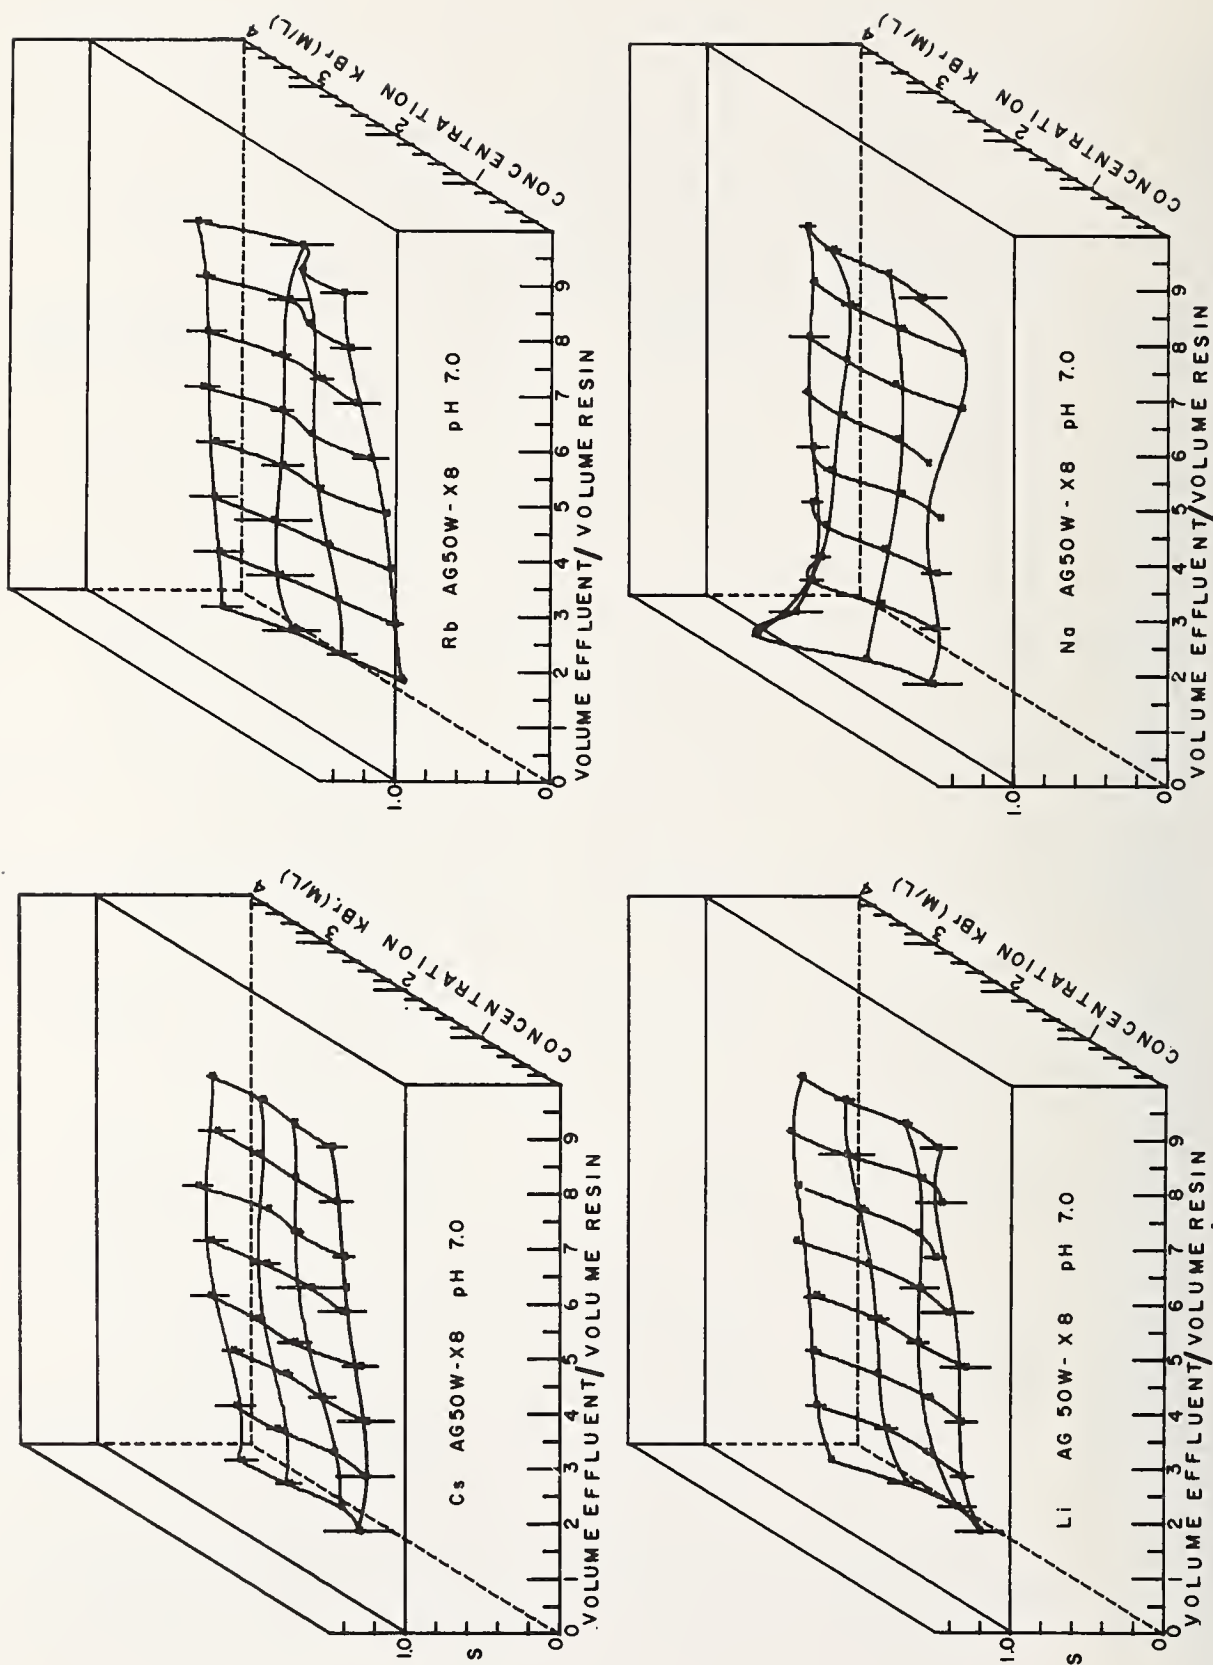 4
3
2
1
CONCENTRATION KBr (M/L)
Rb AG50W-X8 pH 7.0
1.0
0
0 1 2 3 4 5 6 7 8 9
VOLUME EFFLUENT/VOLUME RESIN
4
3
2
1
CONCENTRATION KBr (M/L)
Na AG50W-X8 pH 7.0
1.0
0
0 1 2 3 4 5 6 7 8 9
VOLUME EFFLUENT/VOLUME RESIN
4
3
2
1
CONCENTRATION KBr (M/L)
Cs AG50W-X8 pH 7.0
1.0
S
0
0 1 2 3 4 5 6 7 8 9
VOLUME EFFLUENT/VOLUME RESIN
4
3
2
1
CONCENTRATION KBr (M/L)
Li AG 50W-X8 pH 7.0
1.0
S
0
0 1 2 3 4 5 6 7 8 9
VOLUME EFFLUENT/VOLUME RESIN